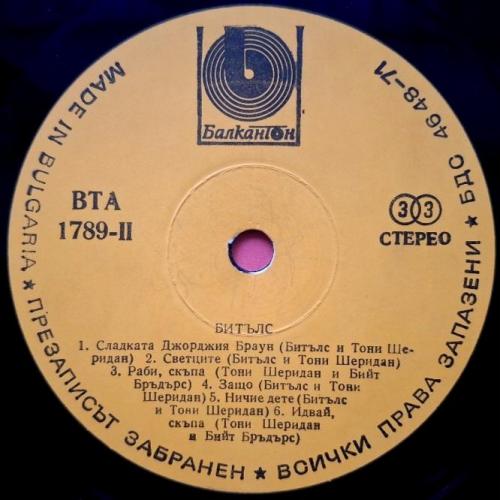 Балкантон
MADE IN BULGARIA ★ ПРЕЗАПИСЪТ ЗАБРАНЕН ★ ВСИЧКИ ПРАВА ЗАПАЗЕНИ ★ БДС 4648-71
ВТА
1789-II
33
СТЕРЕО
БИТЪЛС
1. Сладката Джорджия Браун (Битълс и Тони Ше-
ридан) 2. Светците (Битълс и Тони Шеридан)
3. Раби, скъпа (Тони Шеридан и Бийт
Бръдърс) 4. Защо (Битълс и Тони
Шеридан) 5. Ничие дете (Битълс
и Тони Шеридан) 6. Идвай,
скъпа (Тони Шеридан
и Бийт Бръдърс)